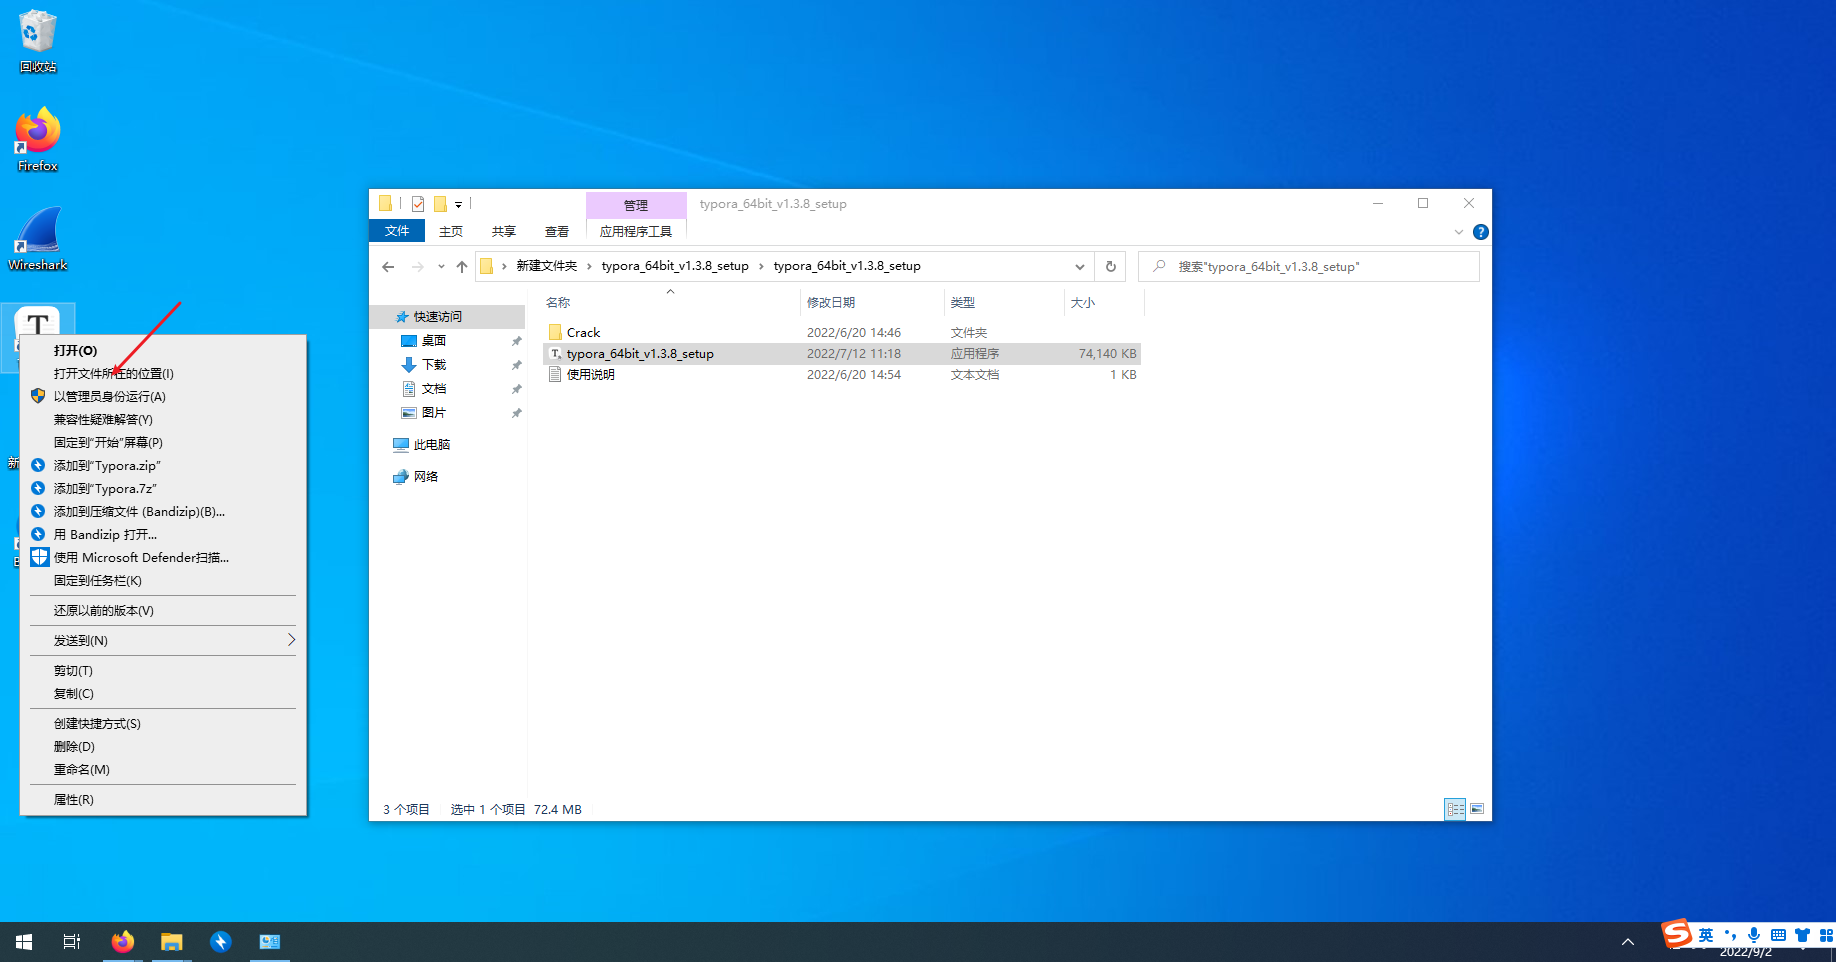 回收站
Firefox
Wireshark
T
打开(O)
打开文件所在的位置(I)
以管理员身份运行(A)
兼容性疑难解答(Y)
固定到"开始"屏幕(P)
添加到"Typora.zip"
添加到"Typora.7z"
添加到压缩文件 (Bandizip)(B)...
用 Bandizip 打开...
使用 Microsoft Defender扫描...
固定到任务栏(K)
还原以前的版本(V)
发送到(N)
剪切(T)
复制(C)
创建快捷方式(S)
删除(D)
重命名(M)
属性(R)
管理
typora_64bit_v1.3.8_setup
文件 主页 共享 查看 应用程序工具
新建文件夹 › typora_64bit_v1.3.8_setup › typora_64bit_v1.3.8_setup
搜索"typora_64bit_v1.3.8_setup"
快速访问
桌面
下载
文档
图片
此电脑
网络
名称 修改日期 类型 大小
Crack 2022/6/20 14:46 文件夹
typora_64bit_v1.3.8_setup 2022/7/12 11:18 应用程序 74,140 KB
使用说明 2022/6/20 14:54 文本文档 1 KB
3 个项目 选中 1 个项目 72.4 MB
英
2022/9/2